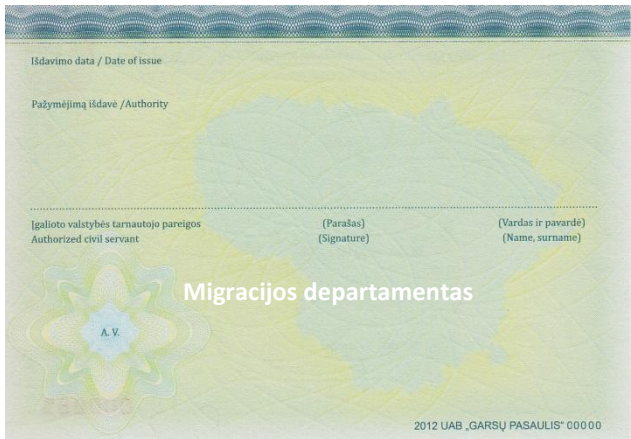 Išdavimo data / Date of issue
Pažymėjimą išdavė /Authority
Įgalioto valstybės tarnautojo pareigos (Parašas) (Vardas ir pavardė)
Authorized civil servant (Signature) (Name, surname)
Migracijos departamentas
A. V.
2012 UAB „GARSŲ PASAULIS“ 00000